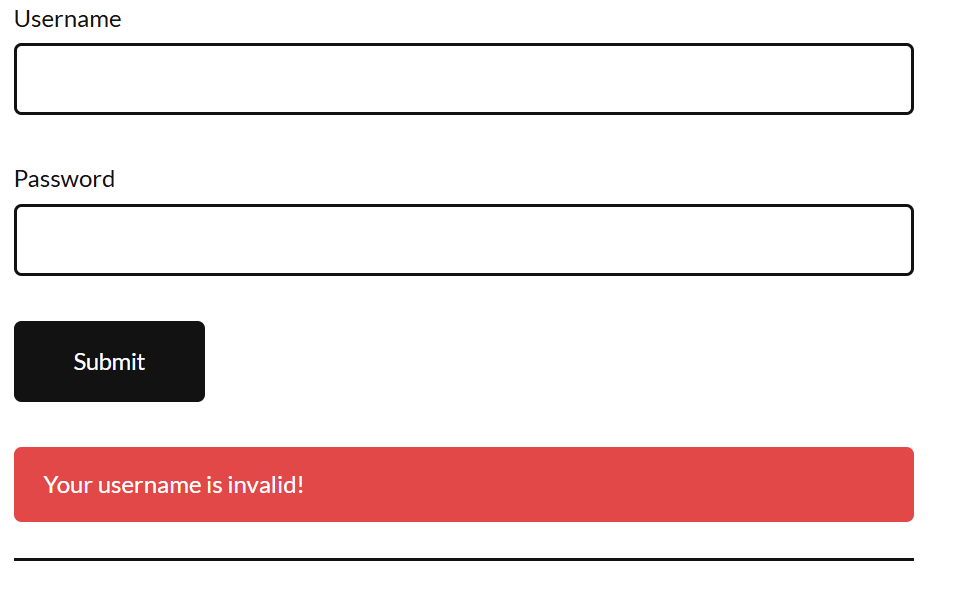 Username
Password
Submit
Your username is invalid!